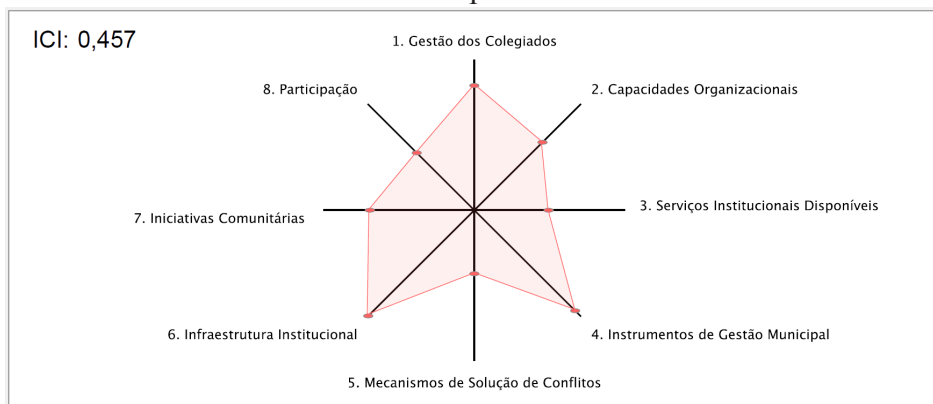 ICI: 0,457
1. Gestão dos Colegiados
8. Participação
2. Capacidades Organizacionais
7. Iniciativas Comunitárias
3. Serviços Institucionais Disponíveis
6. Infraestrutura Institucional
4. Instrumentos de Gestão Municipal
5. Mecanismos de Solução de Conflitos